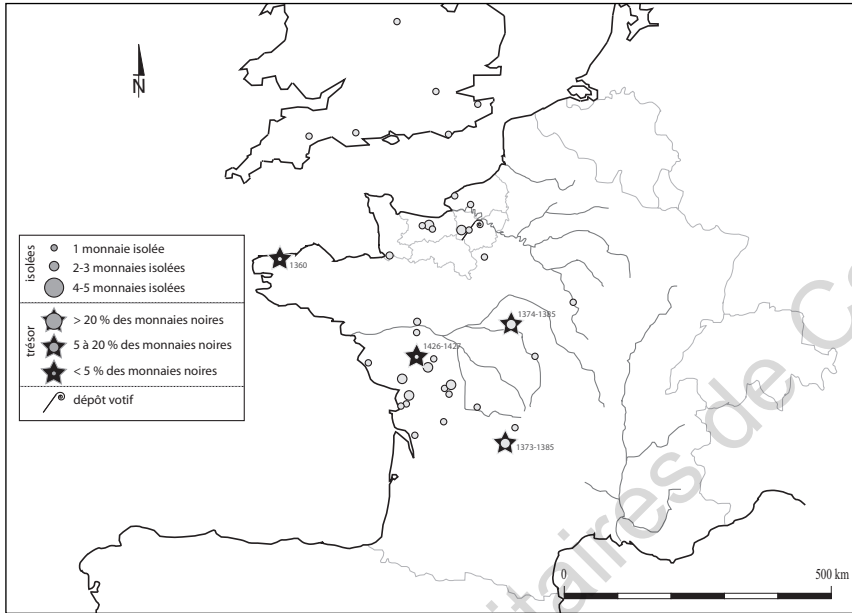 N
isolées
1 monnaie isolée
2-3 monnaies isolées
4-5 monnaies isolées
trésor
> 20 % des monnaies noires
5 à 20 % des monnaies noires
< 5 % des monnaies noires
dépôt votif
1360
1374-1385
1426-1427
1373-1385
0
500 km
itaires de C